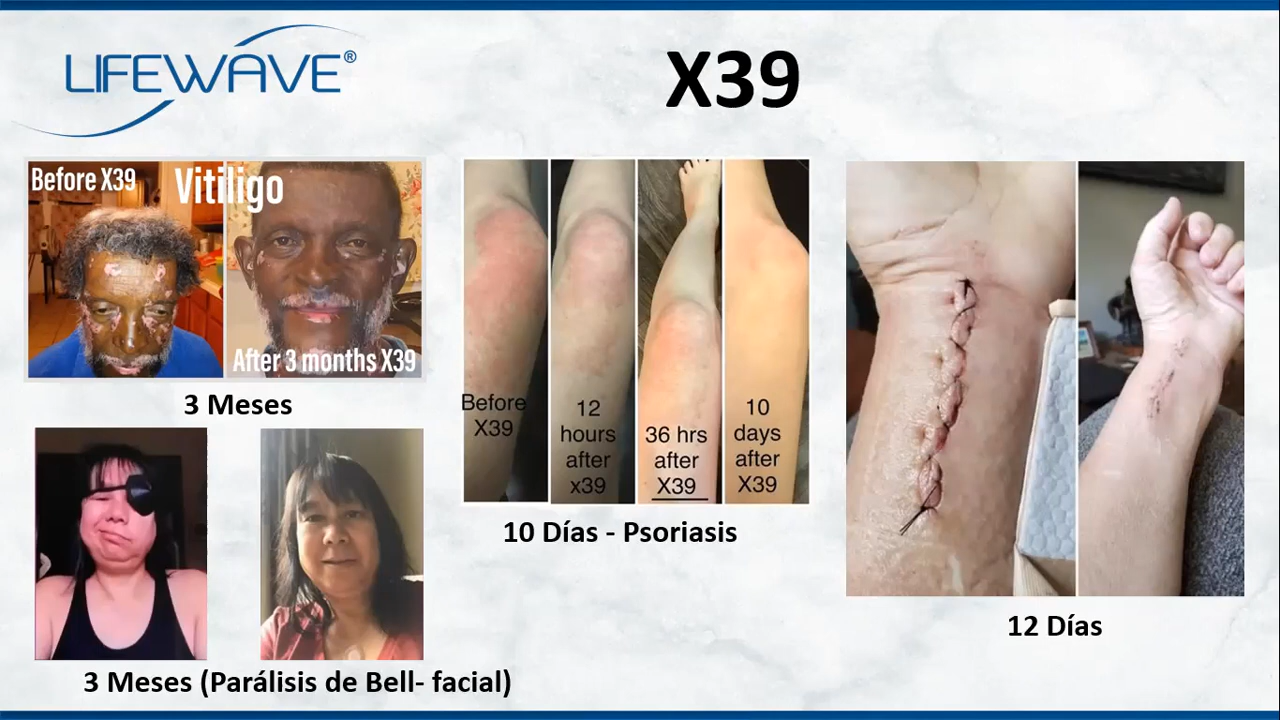 LIFEWAVE®
X39
Before X39
Vitiligo
After 3 months X39
3 Meses
Before
X39
12
hours
after
x39
36 hrs
after
X39
10
days
after
X39
10 Días - Psoriasis
12 Días
3 Meses (Parálisis de Bell- facial)